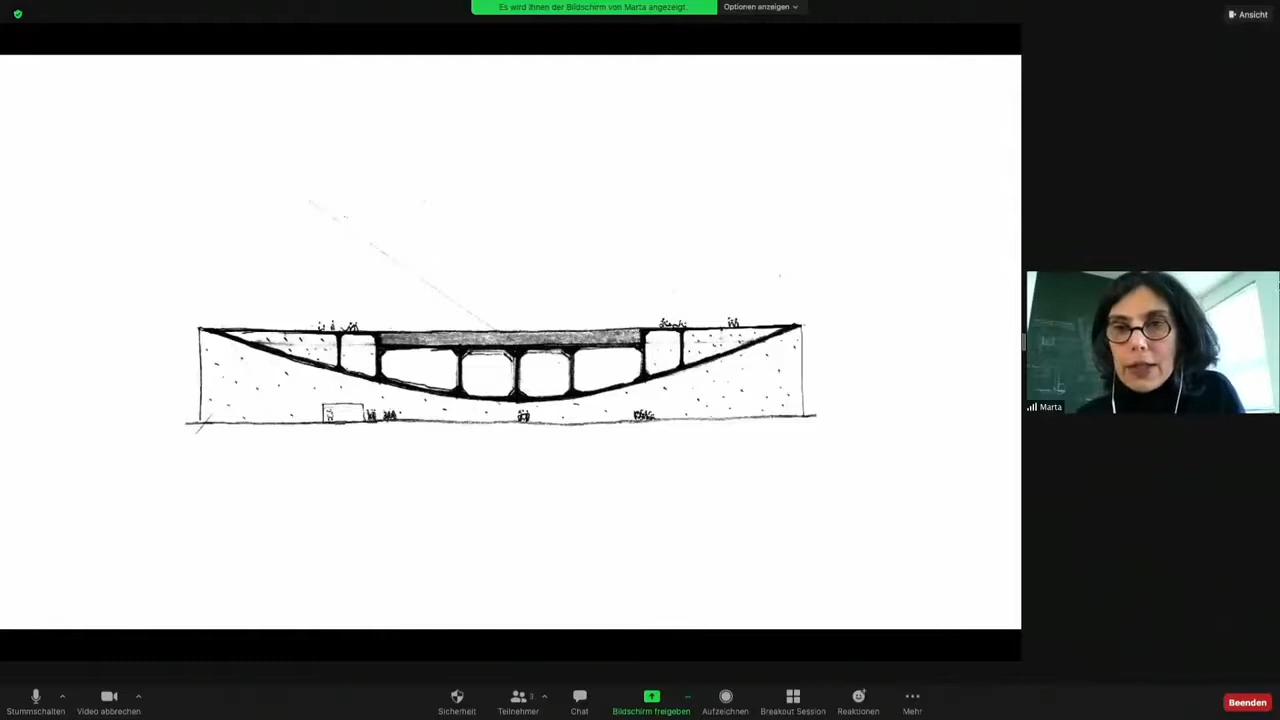 Es wird Ihnen der Bildschirm von Marta angezeigt.
Optionen anzeigen
Ansicht
Marta
Stummschalten
Video abbrechen
Sicherheit
3
Teilnehmer
Chat
Bildschirm freigeben
Aufzeichnen
Breakout Session
Reaktionen
Mehr
Beenden